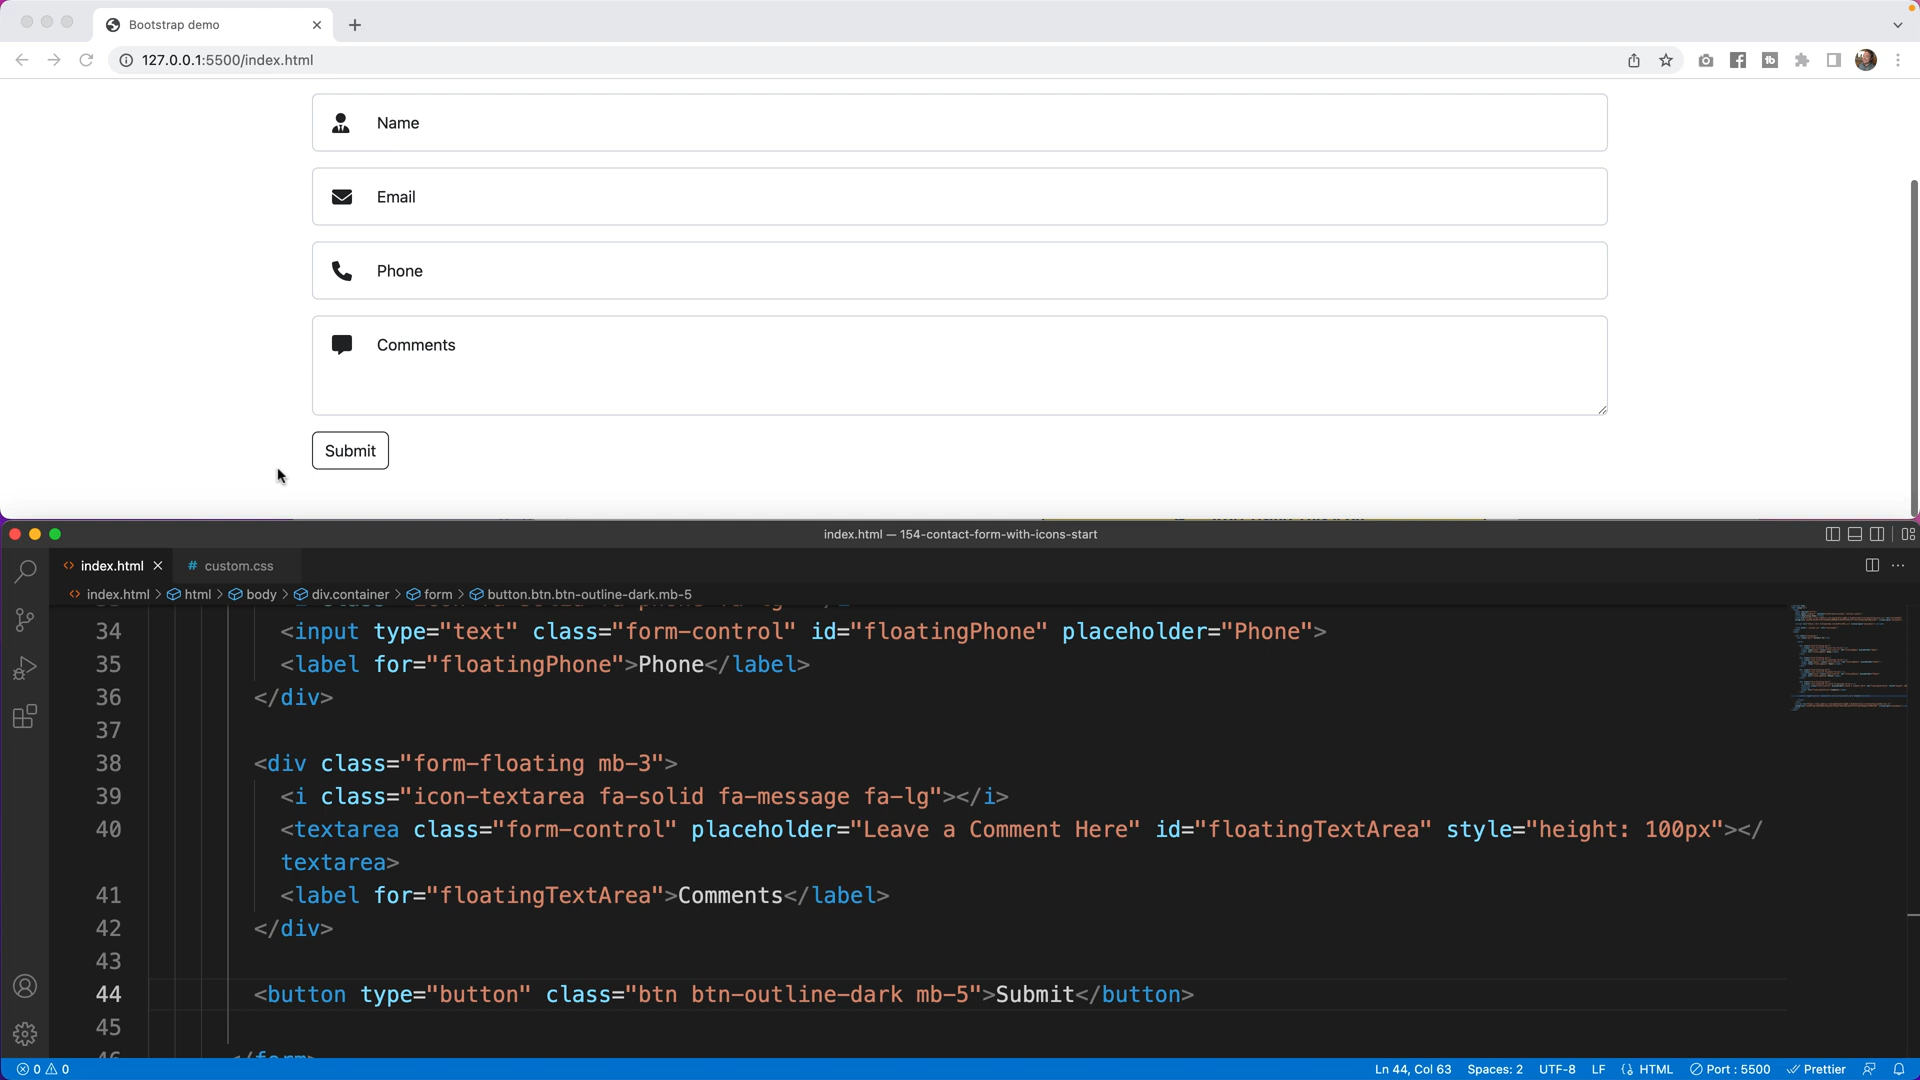 Bootstrap demo
127.0.0.1:5500/index.html
Name
Email
Phone
Comments
Submit
index.html — 154-contact-form-with-icons-start
index.html
# custom.css
index.html > html > body > div.container > form > button.btn.btn-outline-dark.mb-5
34 <input type="text" class="form-control" id="floatingPhone" placeholder="Phone">
35 <label for="floatingPhone">Phone</label>
36 </div>
37
38 <div class="form-floating mb-3">
39 <i class="icon-textarea fa-solid fa-message fa-lg"></i>
40 <textarea class="form-control" placeholder="Leave a Comment Here" id="floatingTextArea" style="height: 100px"></
textarea>
41 <label for="floatingTextArea">Comments</label>
42 </div>
43
44 <button type="button" class="btn btn-outline-dark mb-5">Submit</button>
45
46 </form>
0 0 Ln 44, Col 63 Spaces: 2 UTF-8 LF HTML Port : 5500 Prettier